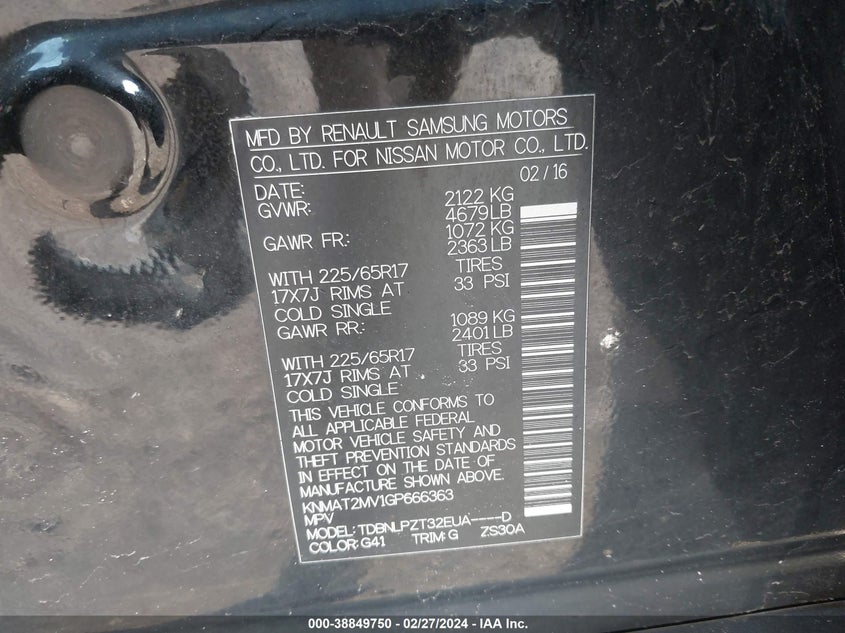 MFD BY RENAULT SAMSUNG MOTORS
CO., LTD. FOR NISSAN MOTOR CO., LTD.
DATE: 02/16
GVWR: 2122 KG
4679 LB
GAWR FR.: 1072 KG
2363 LB
WITH 225/65R17 TIRES
17X7J RIMS AT 33 PSI
COLD SINGLE
GAWR RR.: 1089 KG
2401 LB
WITH 225/65R17 TIRES
17X7J RIMS AT 33 PSI
COLD SINGLE
THIS VEHICLE CONFORMS TO
ALL APPLICABLE FEDERAL
MOTOR VEHICLE SAFETY AND
THEFT PREVENTION STANDARDS
IN EFFECT ON THE DATE OF
MANUFACTURE SHOWN ABOVE.
KNMAT2MV1GP666363
MPV
MODEL: TDBNLPZT32EUA-----D
COLOR: G41 TRIM: G ZS30A
000-38849750 - 02/27/2024 - IAA Inc.